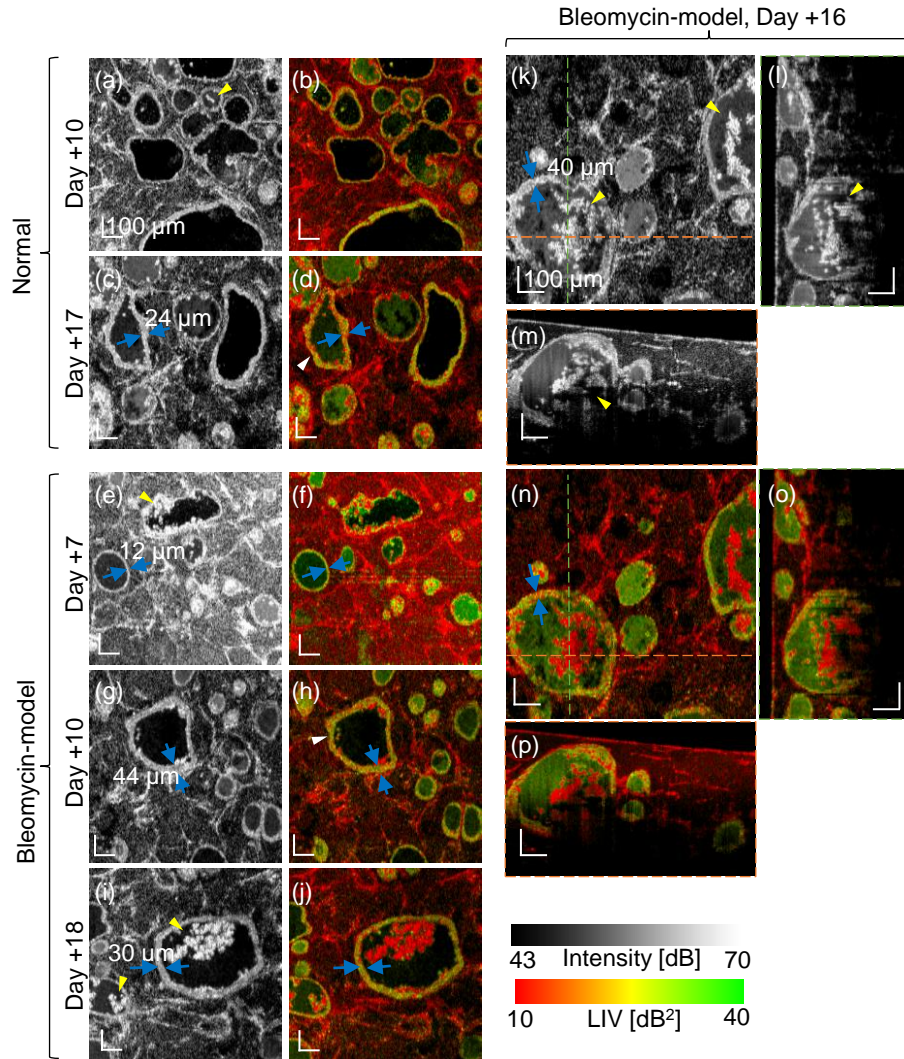 Bleomycin-model, Day +16
Normal
Day +10
(a)
100 µm
(b)
Day +17
(c)
24 µm
(d)
Bleomycin-model
Day +7
(e)
12 µm
(f)
Day +10
(g)
44 µm
(h)
Day +18
(i)
30 um
(j)
(k)
40 µm
100 µm
(l)
(m)
(n)
(o)
(p)
43 Intensity [dB] 70
10 LIV [dB²] 40